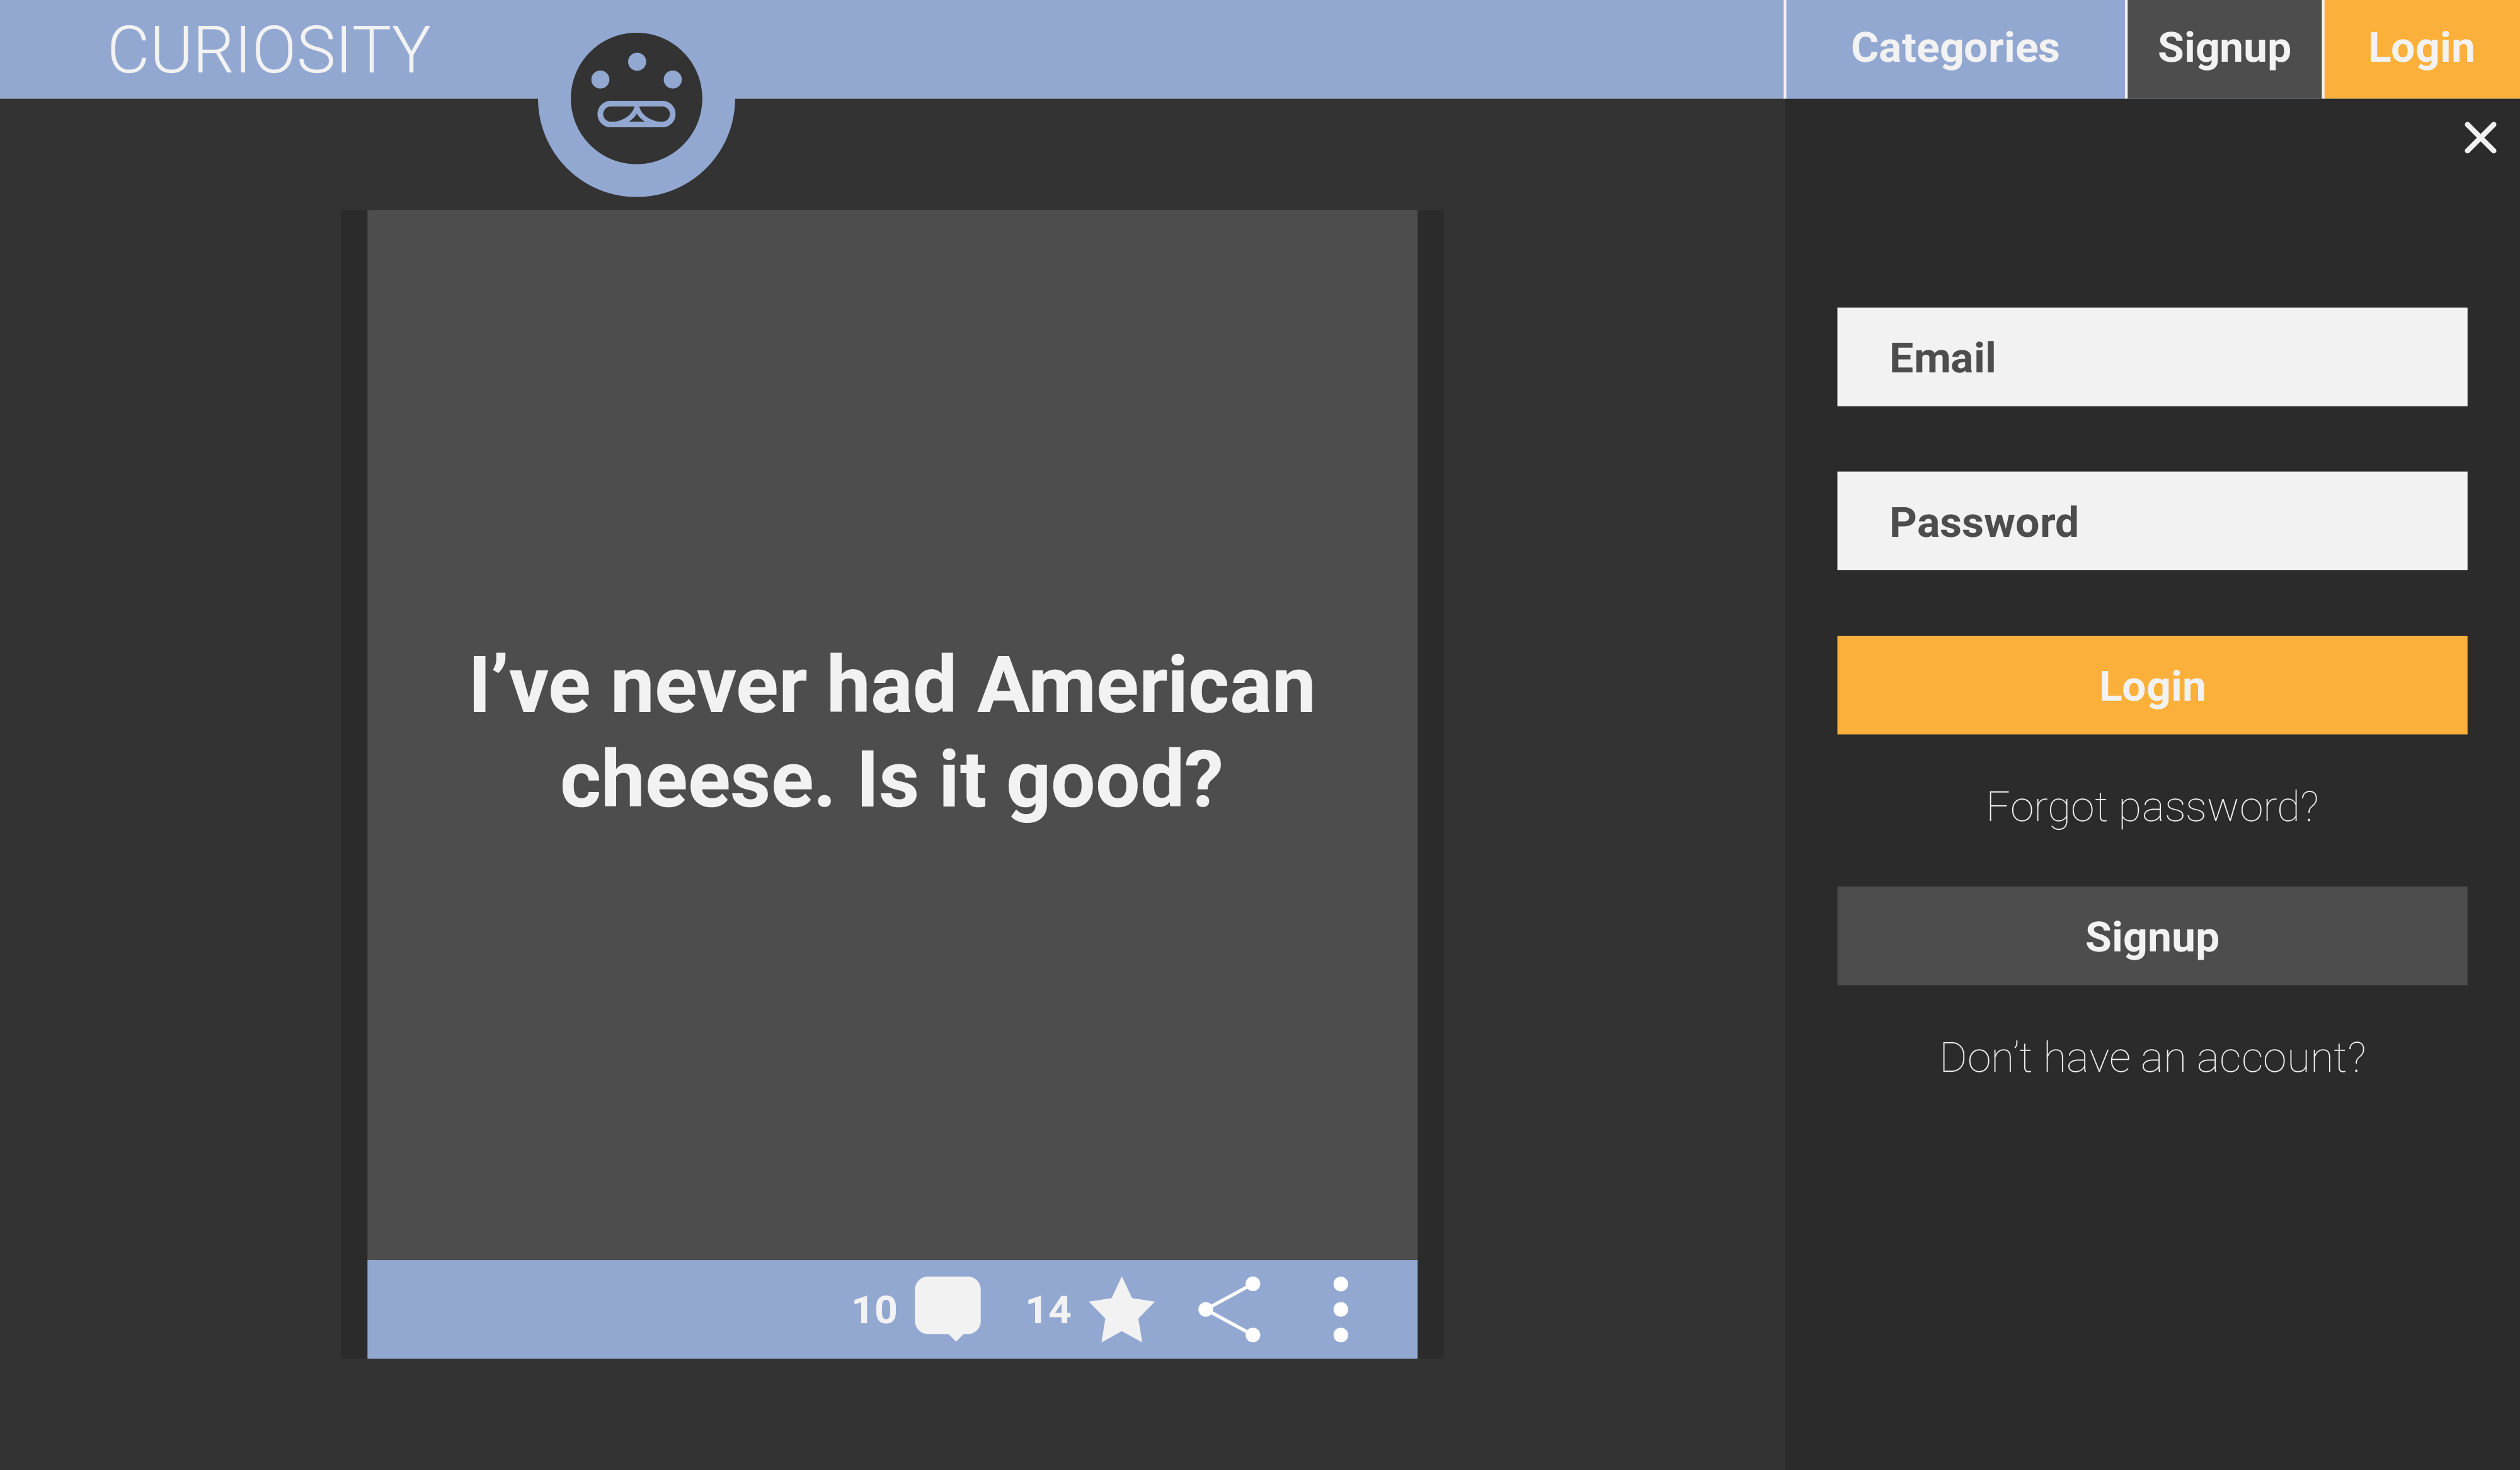 CURIOSITY
Categories
Signup
Login
I’ve never had American
cheese. Is it good?
10
14
Email
Password
Login
Forgot password?
Signup
Don’t have an account?